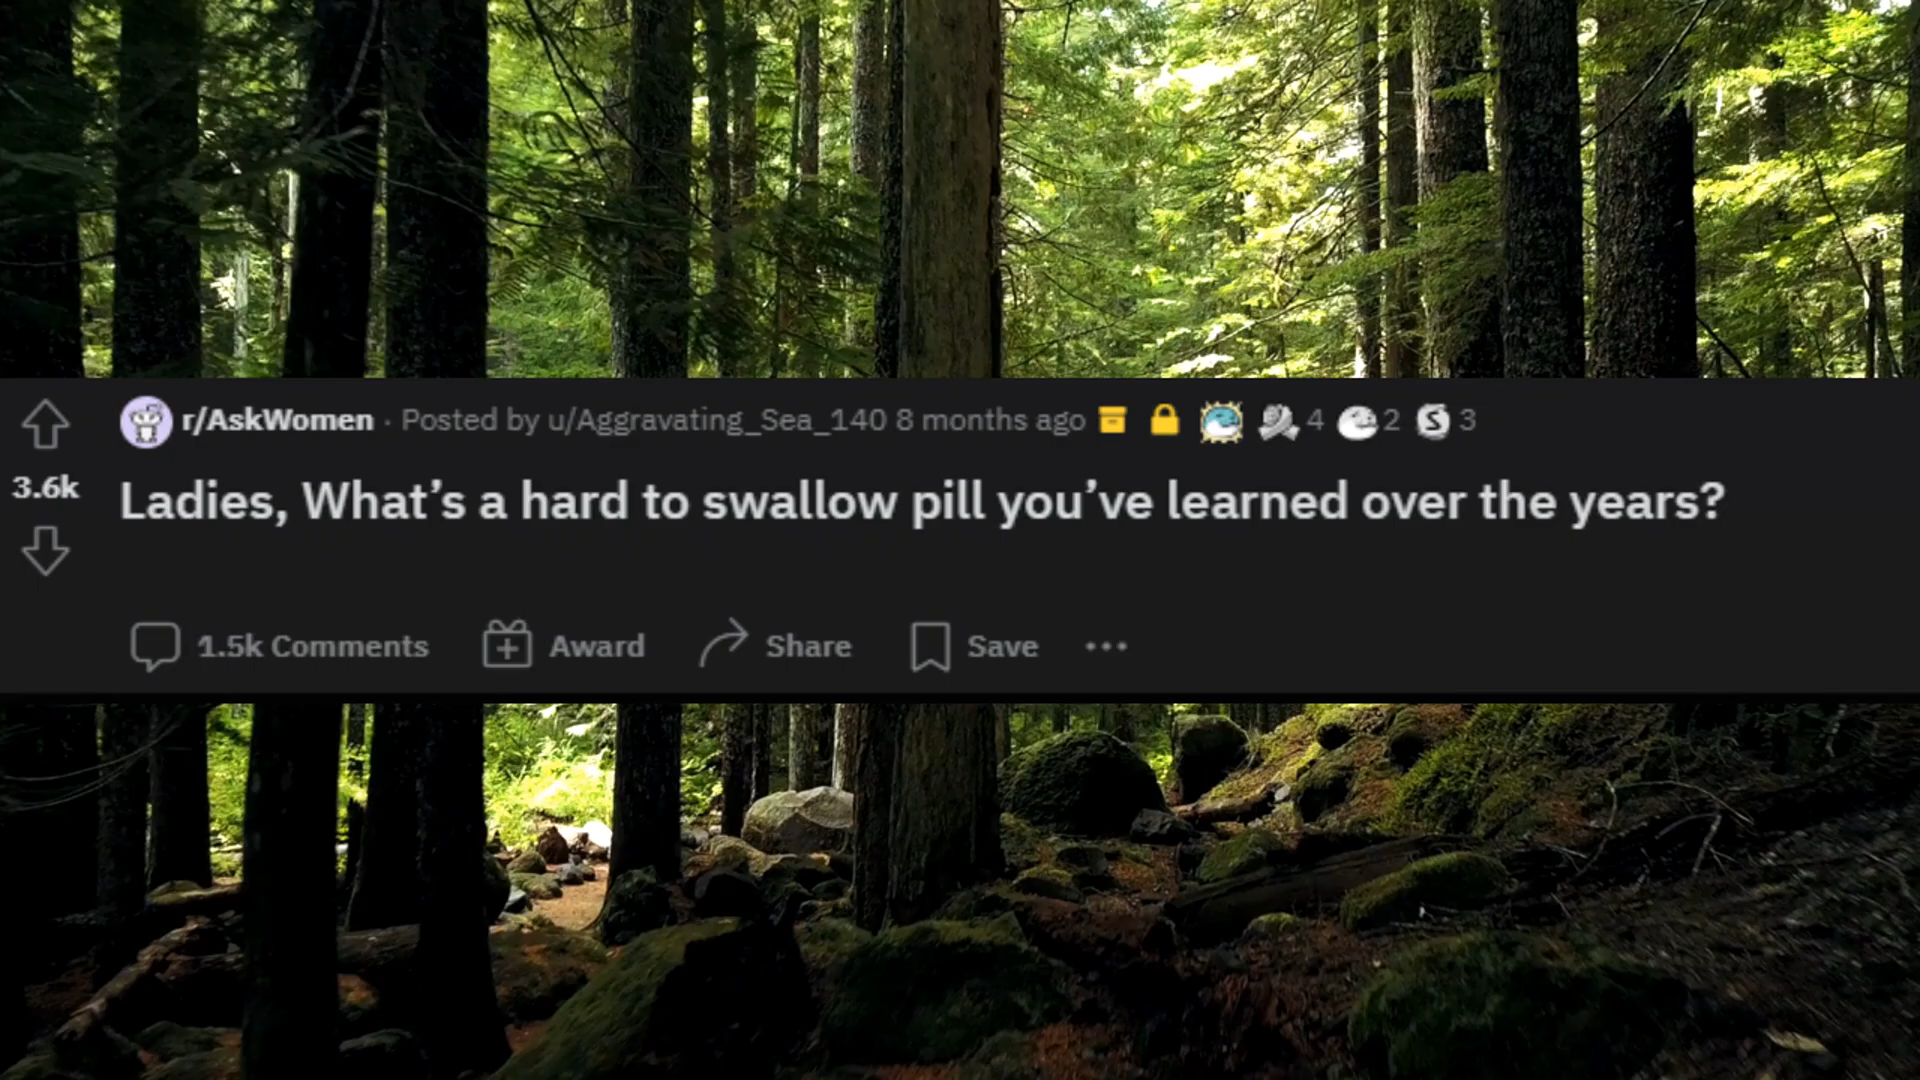 r/AskWomen · Posted by u/Aggravating_Sea_140 8 months ago 4 2 3
3.6k
Ladies, What’s a hard to swallow pill you’ve learned over the years?
1.5k Comments Award Share Save